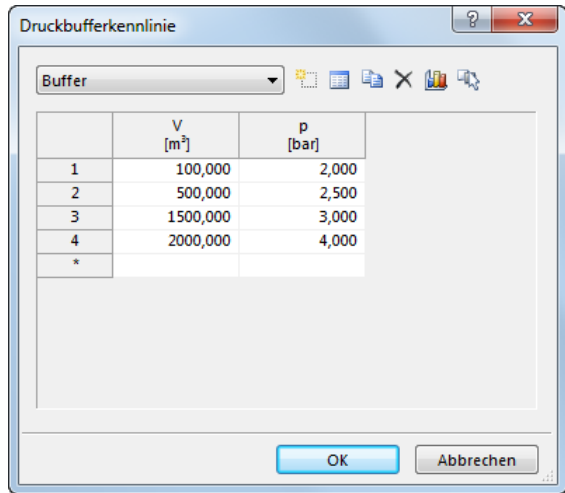 Druckbufferkennlinie
Buffer
V p
[m³] [bar]
1 100,000 2,000
2 500,000 2,500
3 1500,000 3,000
4 2000,000 4,000
*
OK Abbrechen